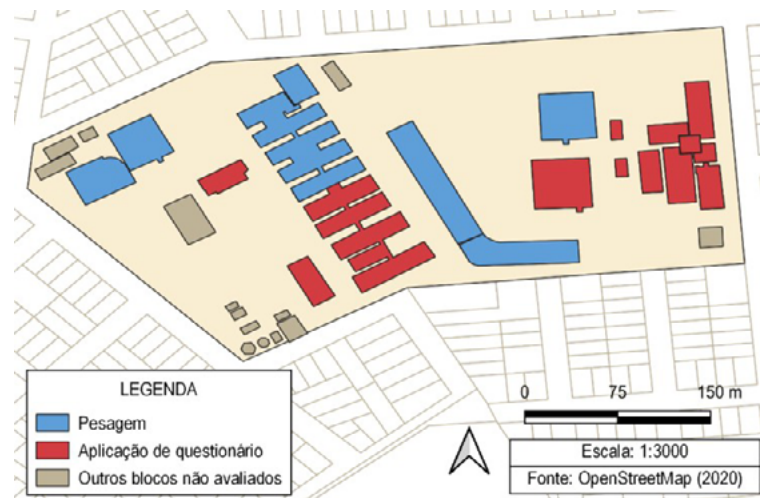 LEGENDA
Pesagem
Aplicação de questionário
Outros blocos não avaliados
0 75 150 m
Escala: 1:3000
Fonte: OpenStreetMap (2020)